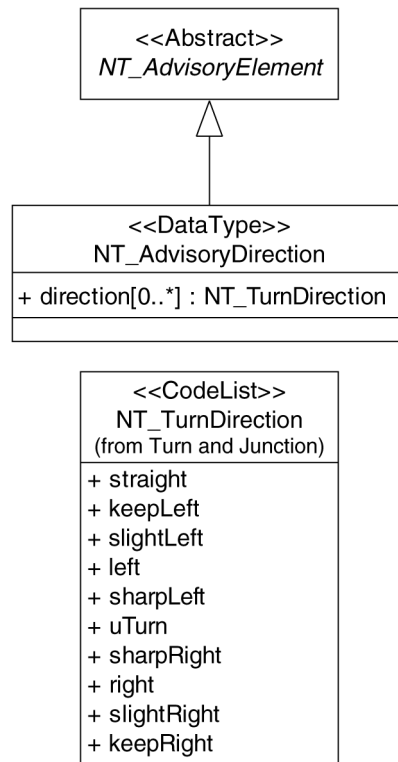 <<Abstract>>
NT_AdvisoryElement
<<DataType>>
NT_AdvisoryDirection
+ direction[0..*] : NT_TurnDirection
<<CodeList>>
NT_TurnDirection
(from Turn and Junction)
+ straight
+ keepLeft
+ slightLeft
+ left
+ sharpLeft
+ uTurn
+ sharpRight
+ right
+ slightRight
+ keepRight